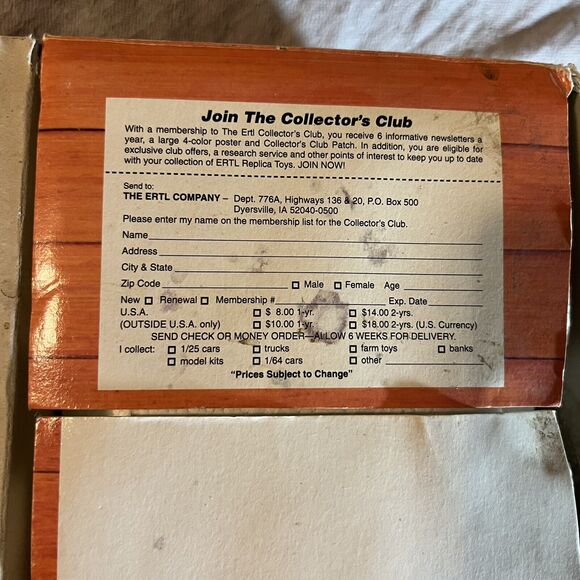 Join The Collector's Club
With a membership to The Ertl Collector's Club, you receive 6 informative newsletters a
year, a large 4-color poster and Collector's Club Patch. In addition, you are eligible for
exclusive club offers, a research service and other points of interest to keep you up to date
with your collection of ERTL Replica Toys. JOIN NOW!
Send to:
THE ERTL COMPANY – Dept. 776A, Highways 136 & 20, P.O. Box 500
Dyersville, IA 52040-0500
Please enter my name on the membership list for the Collector's Club.
Name
Address
City & State
Zip Code Male Female Age
New Renewal Membership # Exp. Date
U.S.A. $ 8.00 1-yr. $14.00 2-yrs.
(OUTSIDE U.S.A. only) $10.00 1-yr. $18.00 2-yrs. (U.S. Currency)
SEND CHECK OR MONEY ORDER—ALLOW 6 WEEKS FOR DELIVERY.
I collect: 1/25 cars trucks farm toys banks
model kits 1/64 cars other
"Prices Subject to Change"